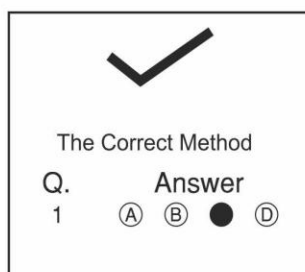 The Correct Method
Q. Answer
1 Ⓐ Ⓑ ● Ⓓ